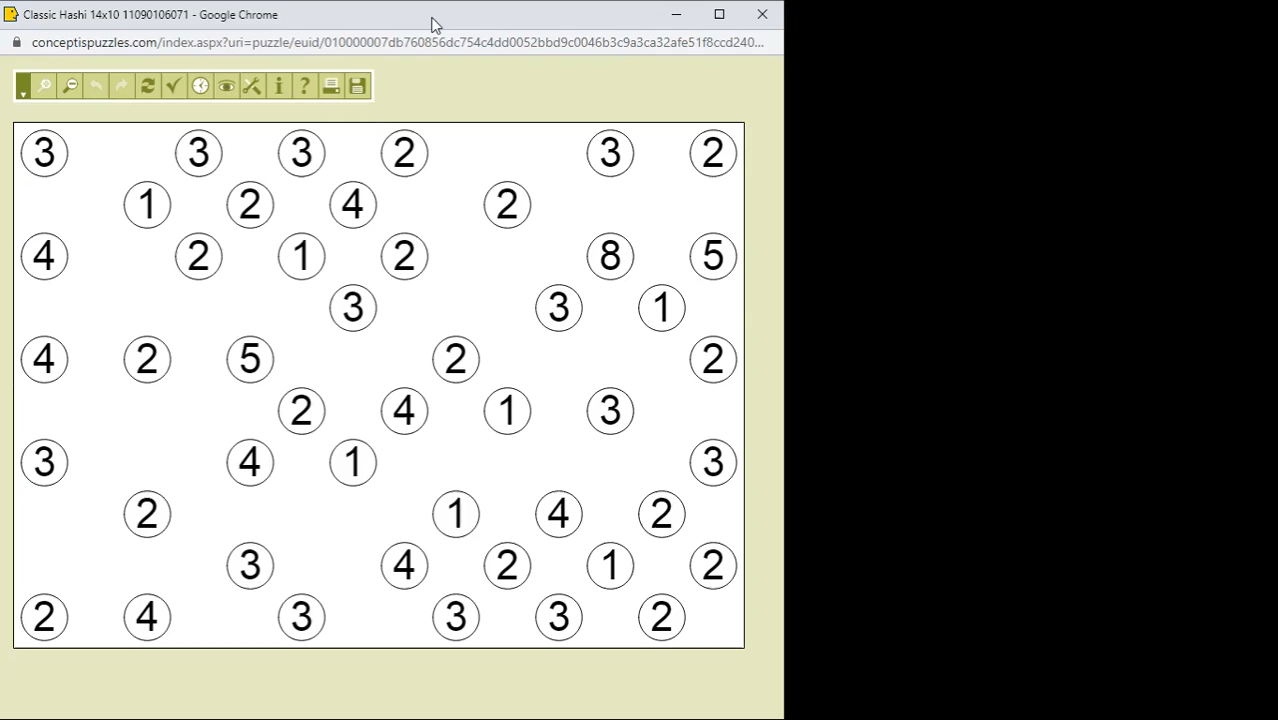 Classic Hashi 14x10 11090106071 - Google Chrome
conceptispuzzles.com/index.aspx?uri=puzzle/euid/010000007db760856dc754c4dd0052bbd9c0046b3c9a3ca32afe51f8ccd240...
i ?
3 3 3 2 3 2
1 2 4 2
4 2 1 2 8 5
3 3 1
4 2 5 2 2
2 4 1 3
3 4 1 3
2 1 4 2
3 4 2 1 2
2 4 3 3 3 2